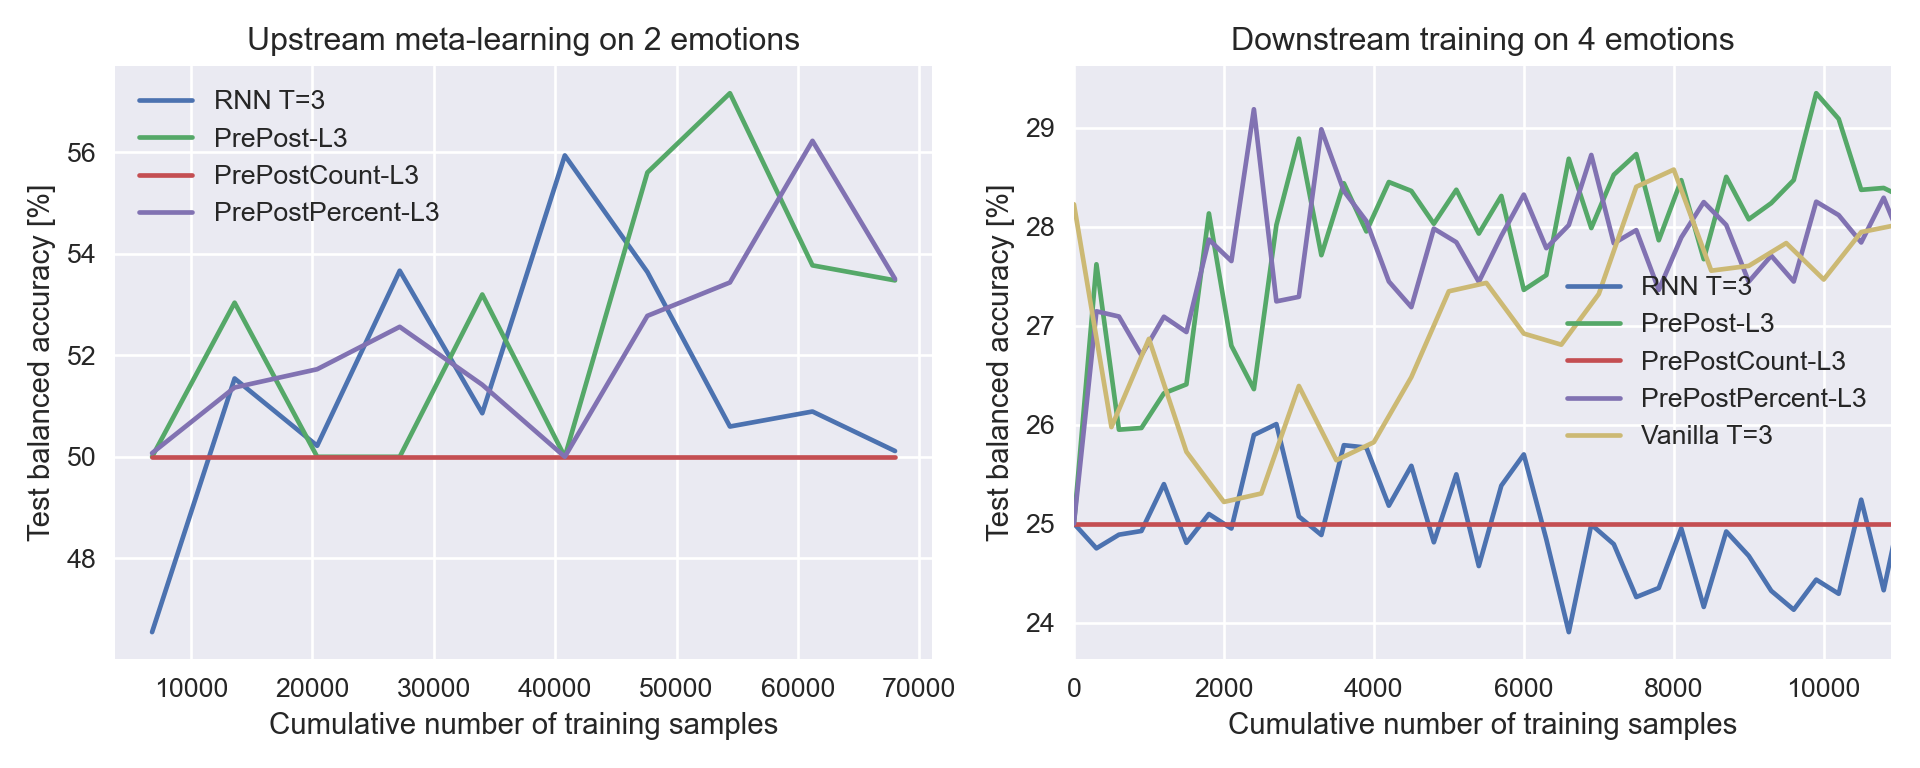 Upstream meta-learning on 2 emotions
RNN T=3
PrePost-L3
PrePostCount-L3
PrePostPercent-L3
56
54
52
50
48
Test balanced accuracy [%]
10000 20000 30000 40000 50000 60000 70000
Cumulative number of training samples
Downstream training on 4 emotions
29
28
27
26
25
24
Test balanced accuracy [%]
RNN T=3
PrePost-L3
PrePostCount-L3
PrePostPercent-L3
Vanilla T=3
0 2000 4000 6000 8000 10000
Cumulative number of training samples